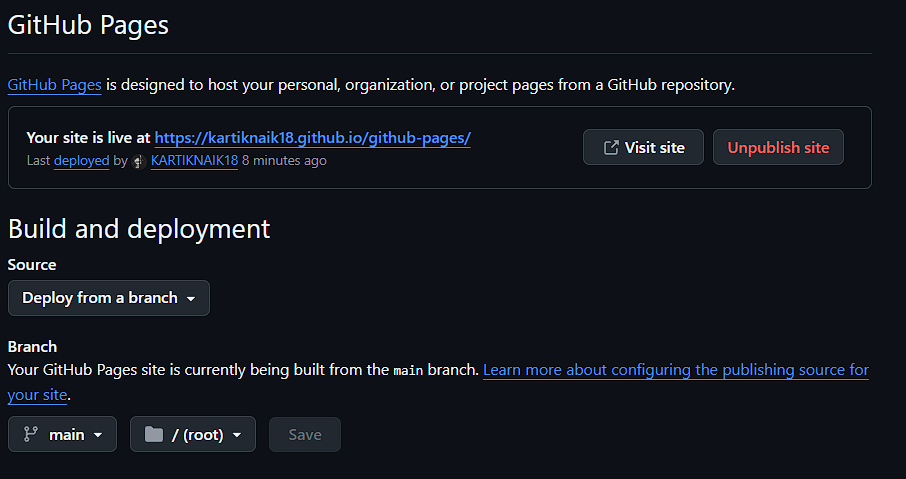 GitHub Pages
GitHub Pages is designed to host your personal, organization, or project pages from a GitHub repository.
Your site is live at https://kartiknaik18.github.io/github-pages/
Last deployed by KARTIKNAIK18 8 minutes ago
Visit site
Unpublish site
Build and deployment
Source
Deploy from a branch
Branch
Your GitHub Pages site is currently being built from the main branch. Learn more about configuring the publishing source for
your site.
main
/ (root)
Save